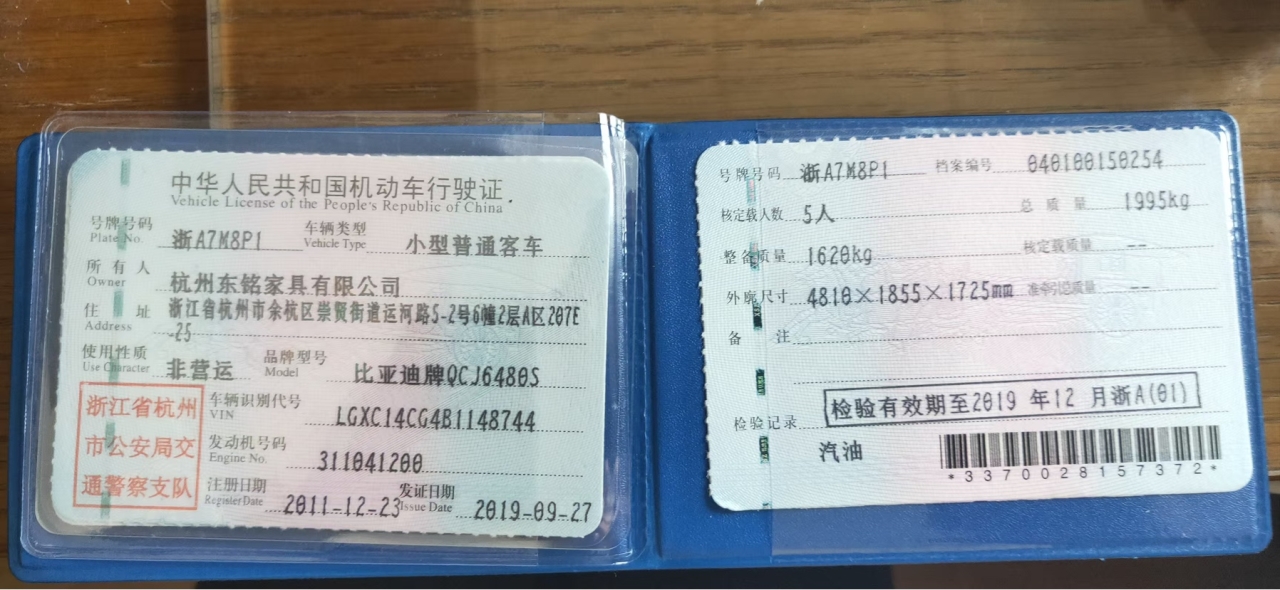 中华人民共和国机动车行驶证
Vehicle License of the People's Republic of China
号牌号码 浙A7M8P1 车辆类型 小型普通客车
Plate No. Vehicle Type
所有人 杭州东铭家具有限公司
Owner
住址 浙江省杭州市余杭区崇贤街道运河路5-2号6幢2层A区207E
Address -25
使用性质 非营运 品牌型号 比亚迪牌QCJ6480S
Use Character Model
浙江省杭州
市公安局交
通警察支队
车辆识别代号 LGXC14CG4B1148744
VIN
发动机号码 311041200
Engine No.
注册日期 2011-12-23 发证日期 2019-09-27
Register Date Issue Date
号牌号码 浙A7M8P1 档案编号 040100150254
核定载人数 5人 总质量 1995kg
整备质量 1620kg 核定载质量 --
外廓尺寸 4810×1855×1725mm 准牵引总质量 --
备注
检验记录 检验有效期至2019年12月浙A(01)
汽油
*3370028157372*